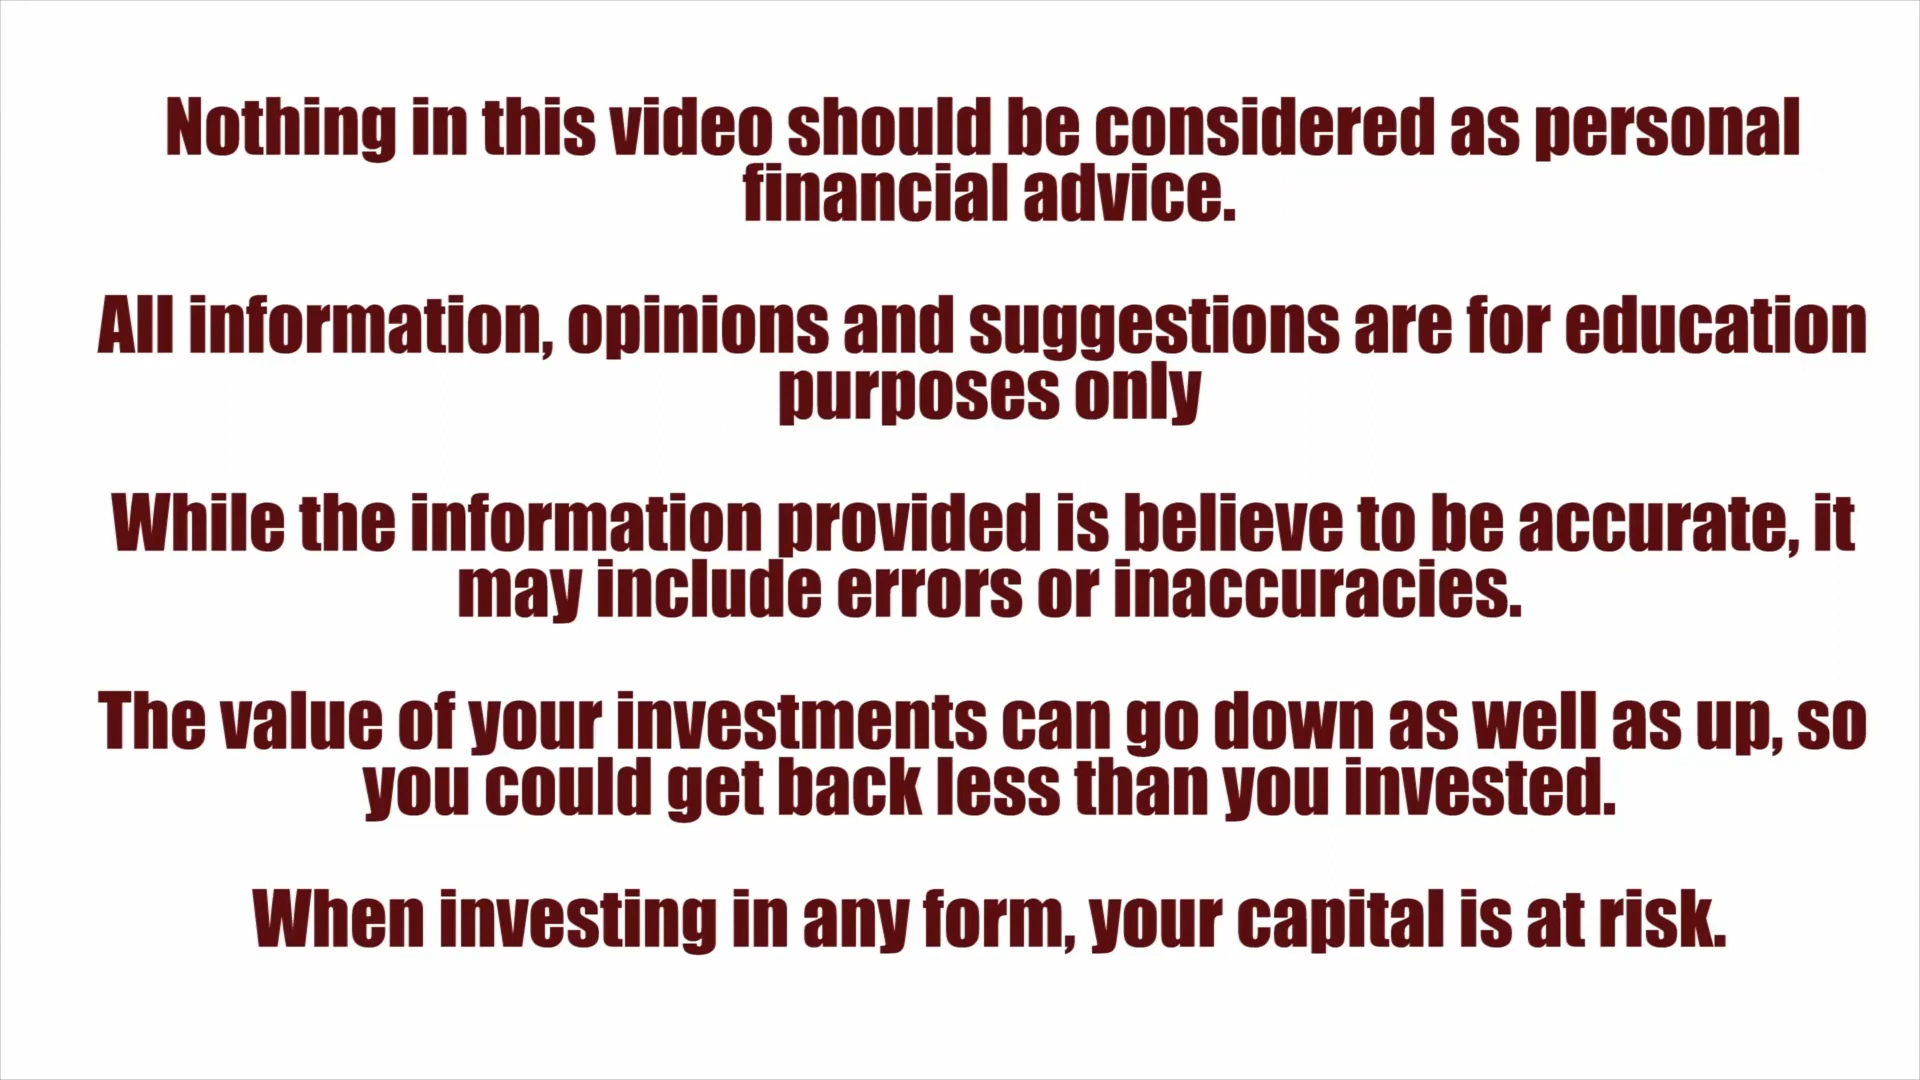 Nothing in this video should be considered as personal
financial advice.
All information, opinions and suggestions are for education
purposes only
While the information provided is believe to be accurate, it
may include errors or inaccuracies.
The value of your investments can go down as well as up, so
you could get back less than you invested.
When investing in any form, your capital is at risk.